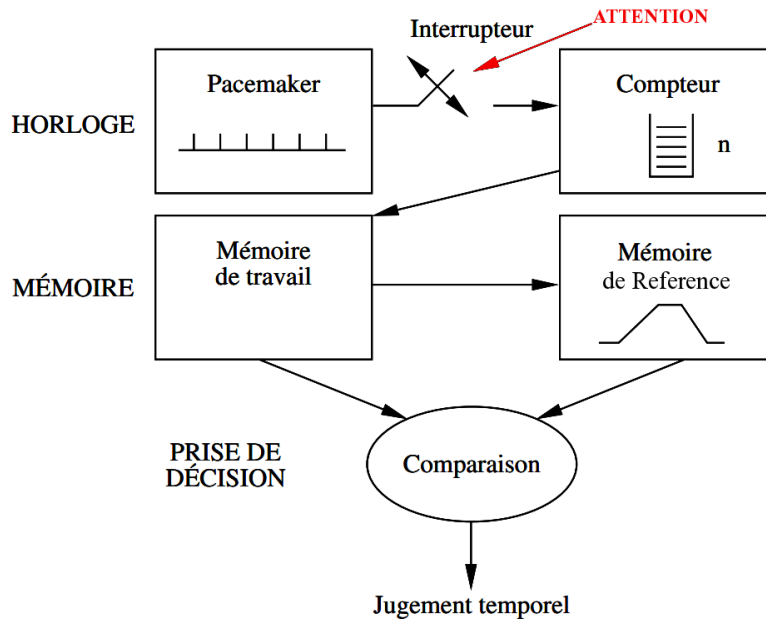 ATTENTION
Interrupteur
Pacemaker
Compteur
HORLOGE
n
Mémoire
de travail
Mémoire
de Reference
MÉMOIRE
PRISE DE
DÉCISION
Comparaison
Jugement temporel